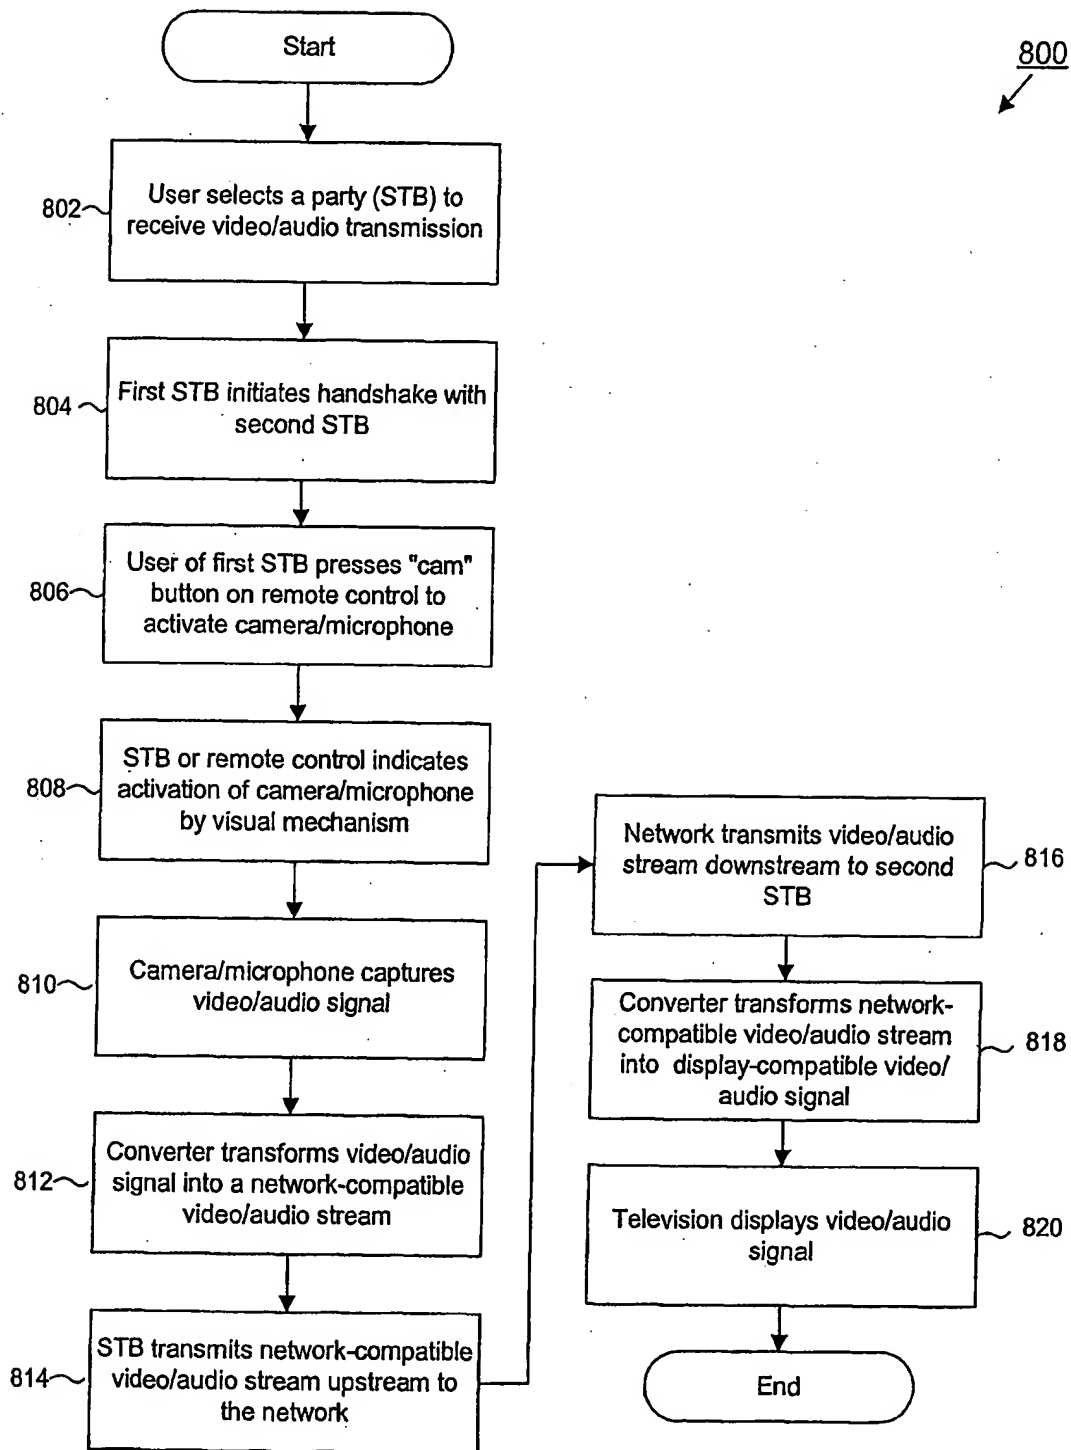 Start
800
802
User selects a party (STB) to
receive video/audio transmission
804
First STB initiates handshake with
second STB
806
User of first STB presses "cam"
button on remote control to
activate camera/microphone
808
STB or remote control indicates
activation of camera/microphone
by visual mechanism
810
Camera/microphone captures
video/audio signal
812
Converter transforms video/audio
signal into a network-compatible
video/audio stream
814
STB transmits network-compatible
video/audio stream upstream to
the network
Network transmits video/audio
stream downstream to second
STB
816
Converter transforms network-
compatible video/audio stream
into display-compatible video/
audio signal
818
Television displays video/audio
signal
820
End